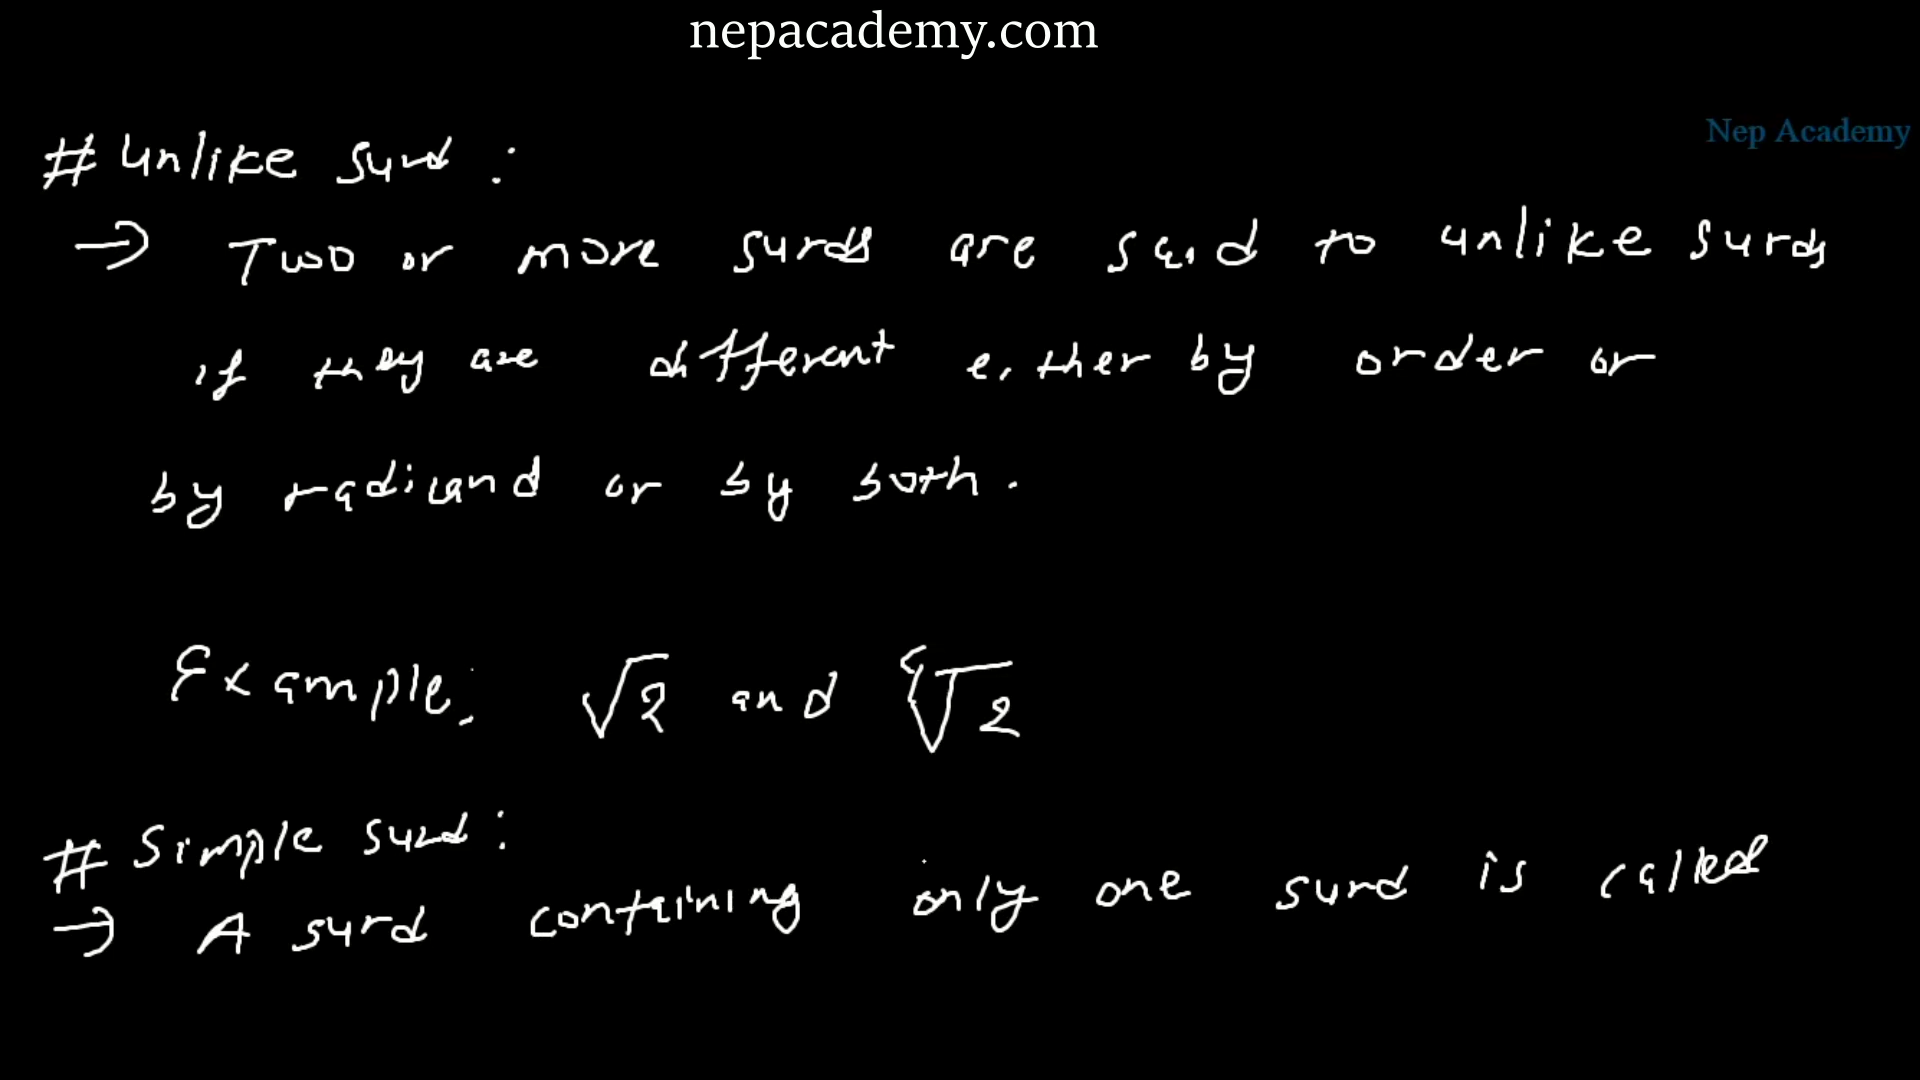 nepacademy.com
Nep Academy
# Unlike surd :
→ Two or more surds are said to unlike surds
if they are different either by order or
by radicand or by both.
Example: √2 and ∜2
# Simple surd :
→ A surd containing only one surd is called